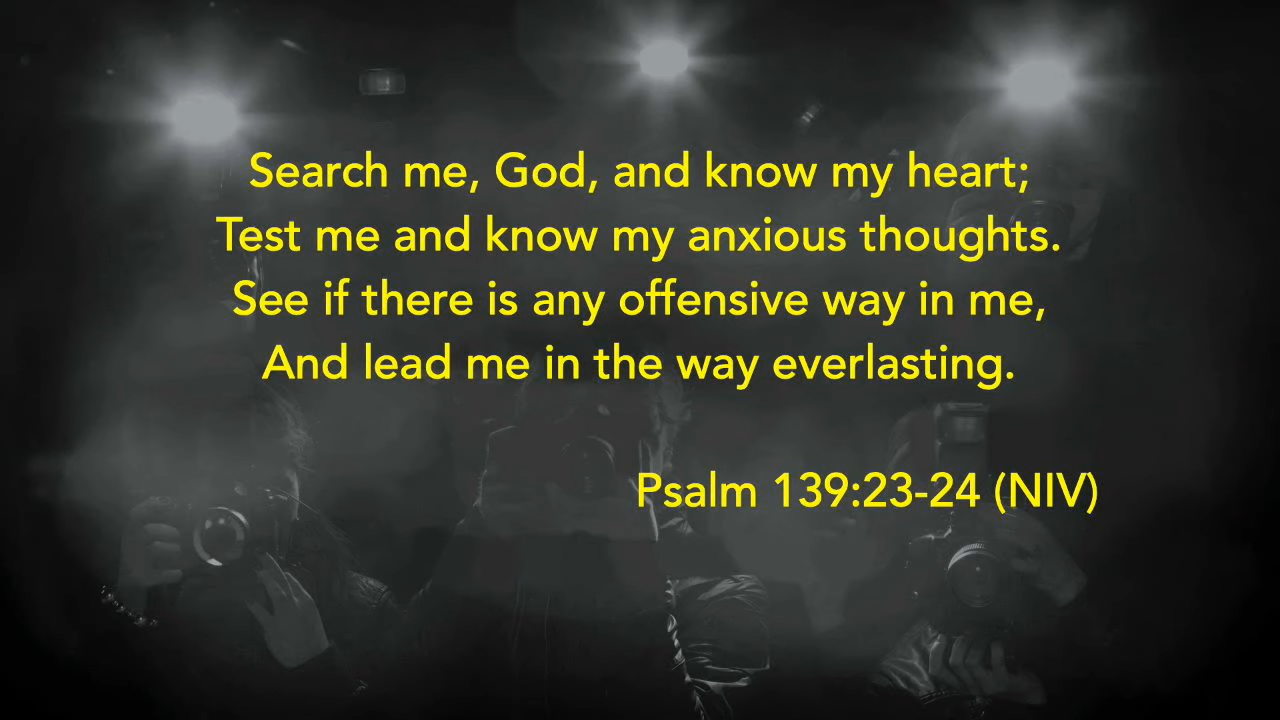 Search me, God, and know my heart;
Test me and know my anxious thoughts.
See if there is any offensive way in me,
And lead me in the way everlasting.
Psalm 139:23-24 (NIV)